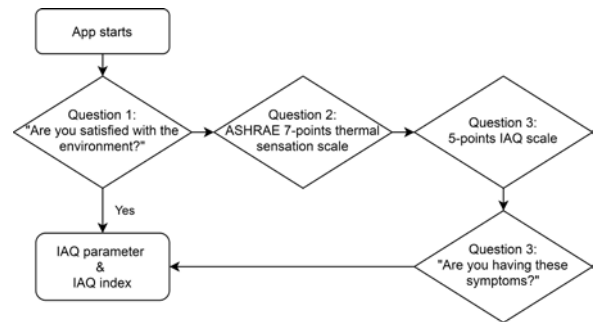 App starts
Question 1:
"Are you satisfied with the
environment?"
Question 2:
ASHRAE 7-points thermal
sensation scale
Question 3:
5-points IAQ scale
Yes
IAQ parameter
&
IAQ index
Question 3:
"Are you having these
symptoms?"